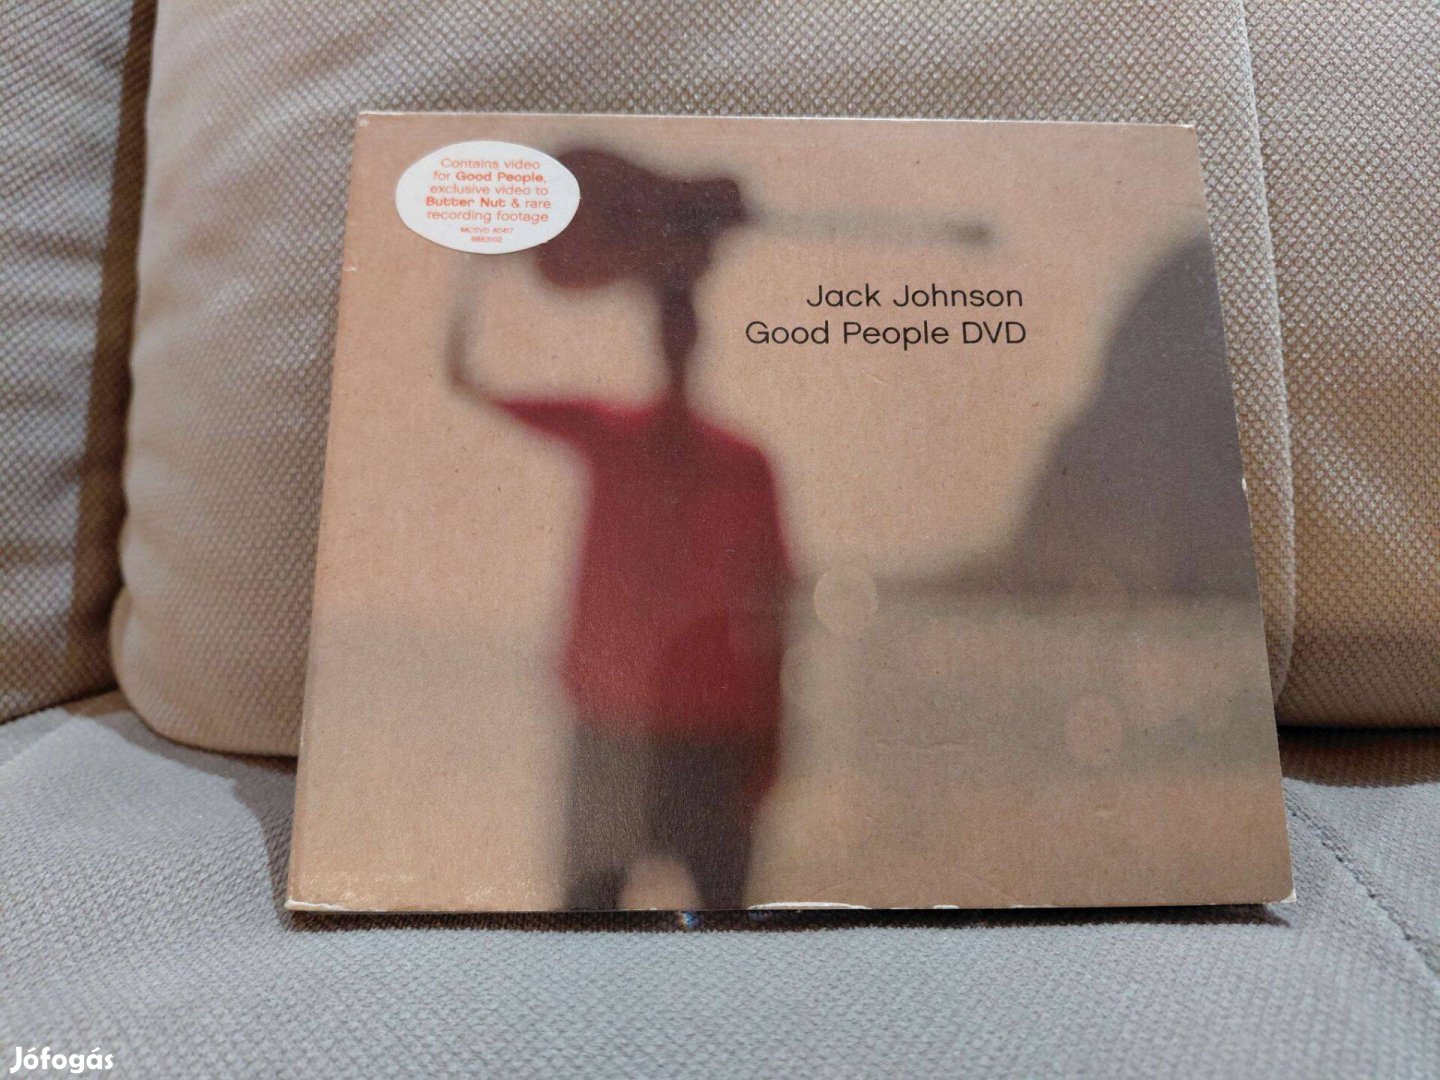 Contains video
for Good People,
exclusive video to
Butter Nut & rare
recording footage
MCSVD 40417
9883102
Jack Johnson
Good People DVD
Jófogás